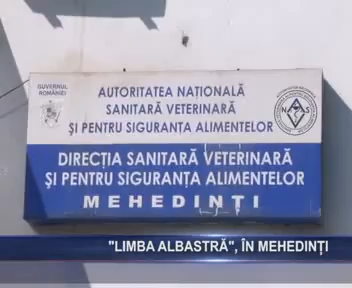 GUVERNUL
ROMÂNIEI
AUTORITATEA NAȚIONALĂ
SANITARĂ VETERINARĂ
ȘI PENTRU SIGURANȚA ALIMENTELOR
DIRECȚIA SANITARĂ VETERINARĂ
ȘI PENTRU SIGURANȚA ALIMENTELOR
MEHEDINȚI
"LIMBA ALBASTRĂ", ÎN MEHEDINȚI